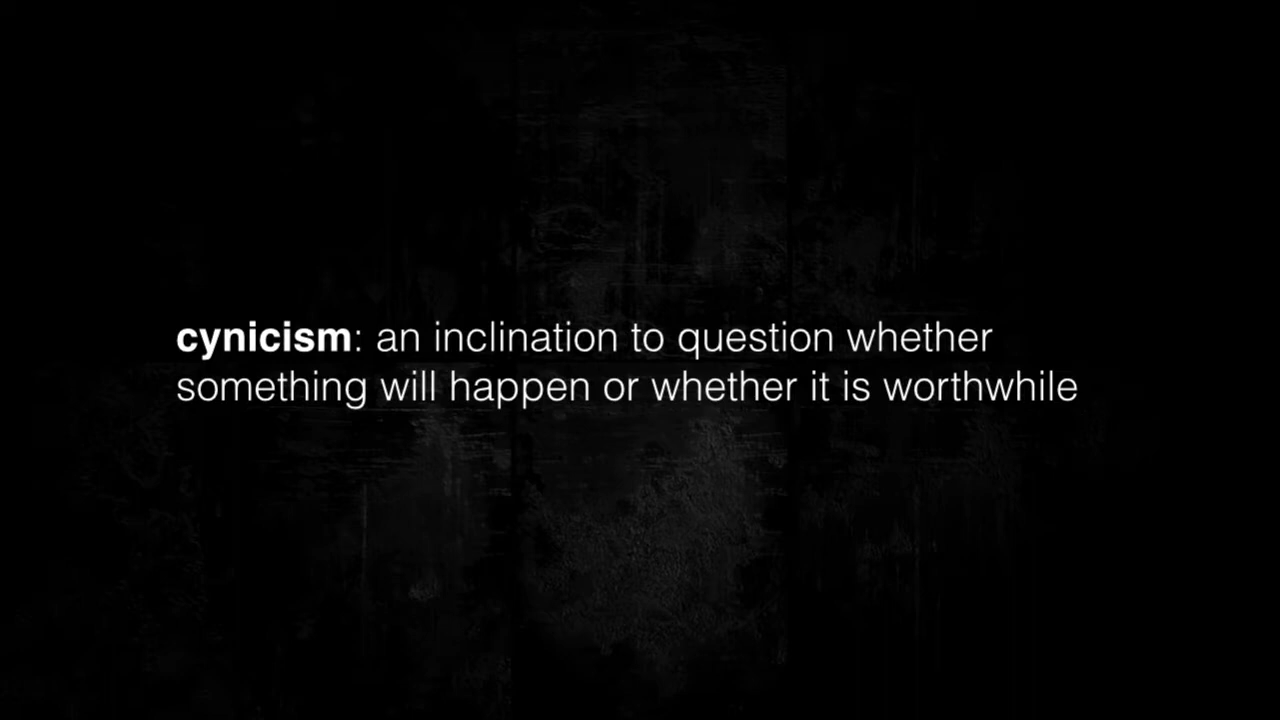 cynicism: an inclination to question whether
something will happen or whether it is worthwhile